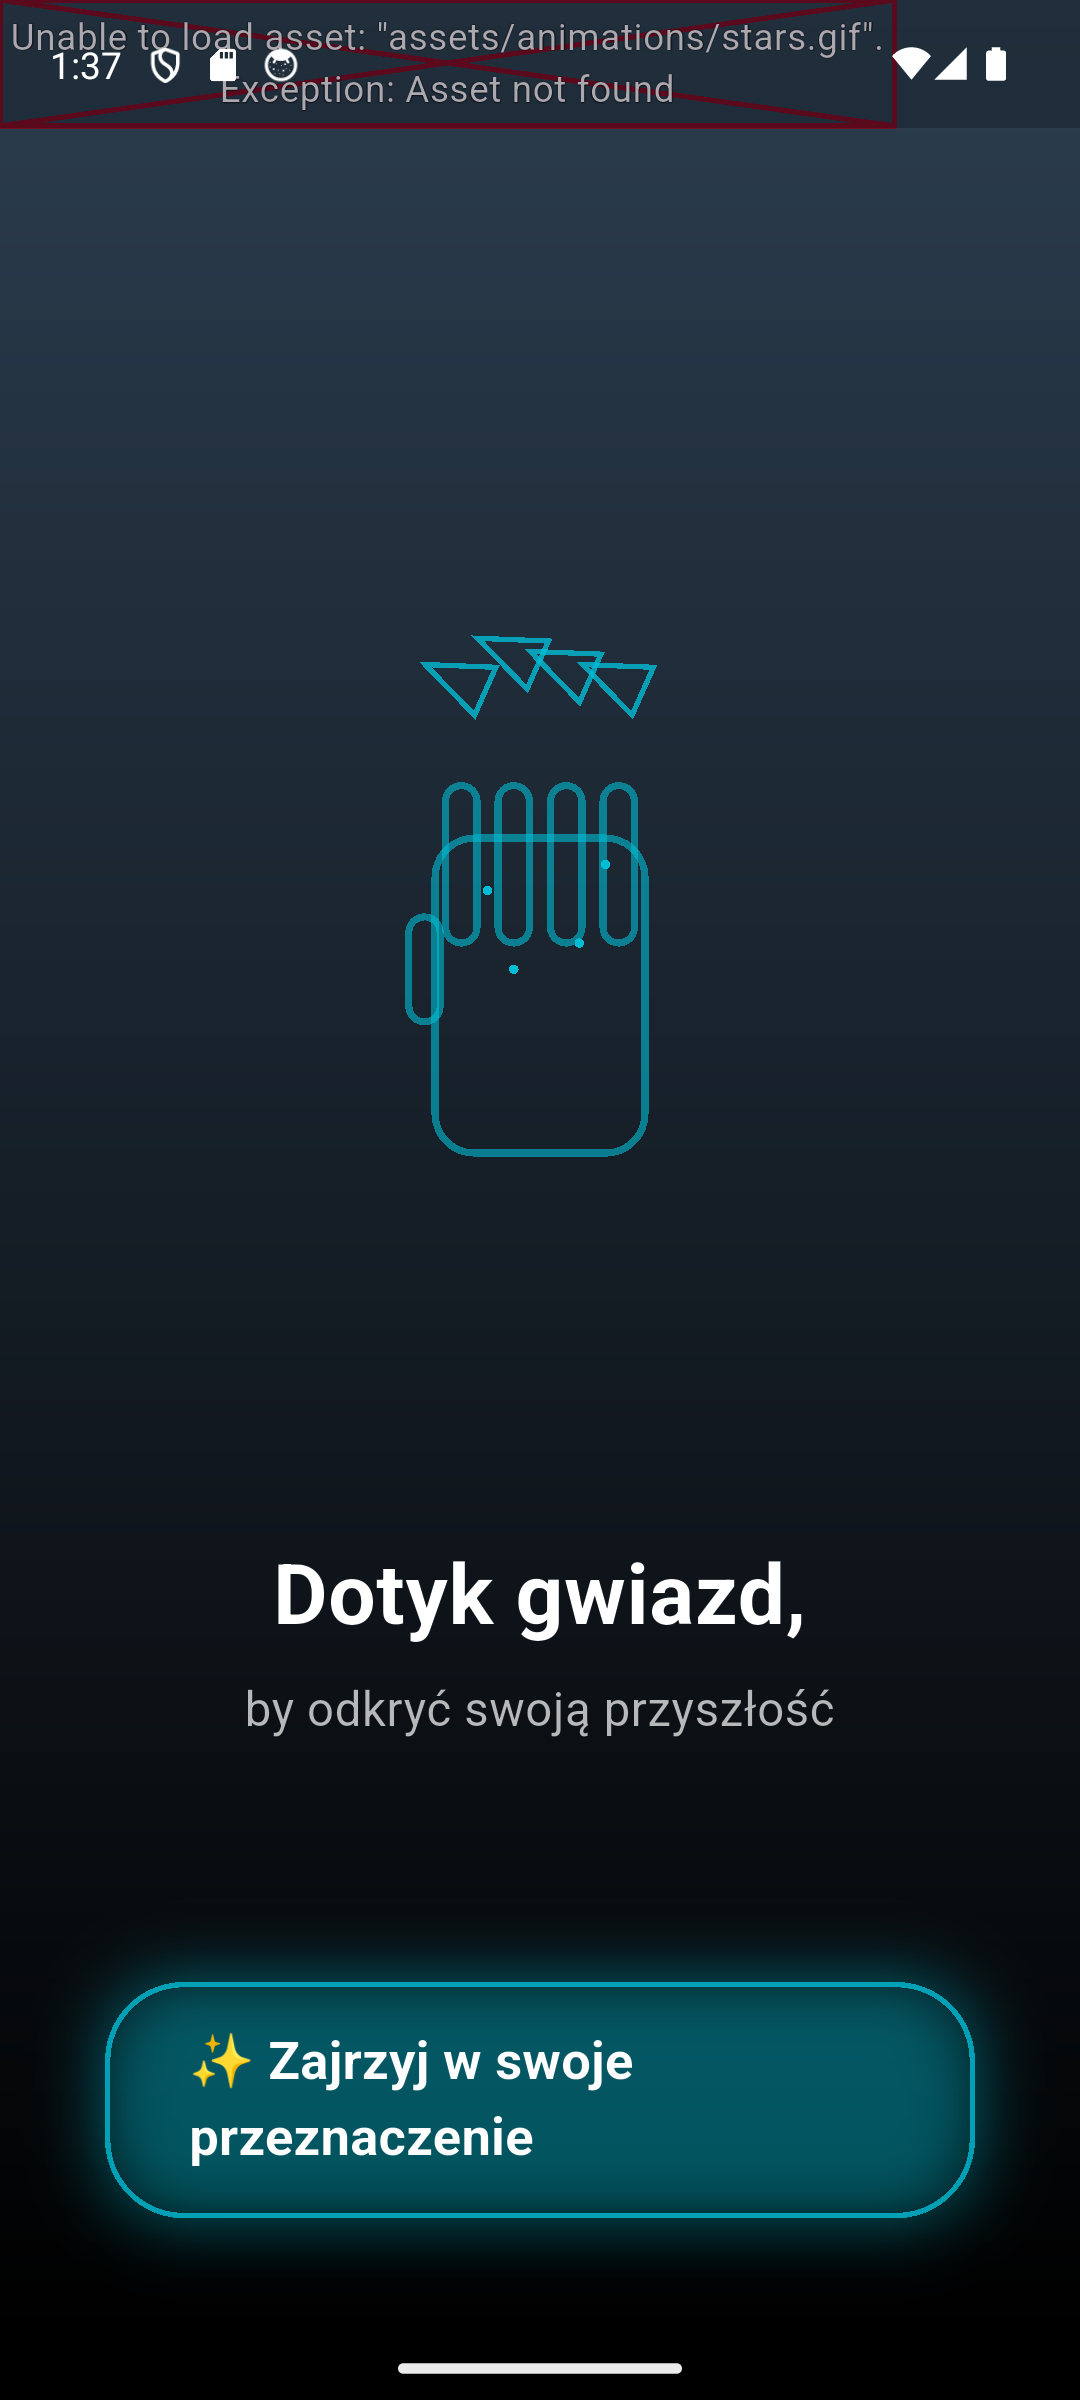 Unable to load asset: "assets/animations/stars.gif".
1:37
Exception: Asset not found
Dotyk gwiazd,
by odkryć swoją przyszłość
✨ Zajrzyj w swoje
przeznaczenie